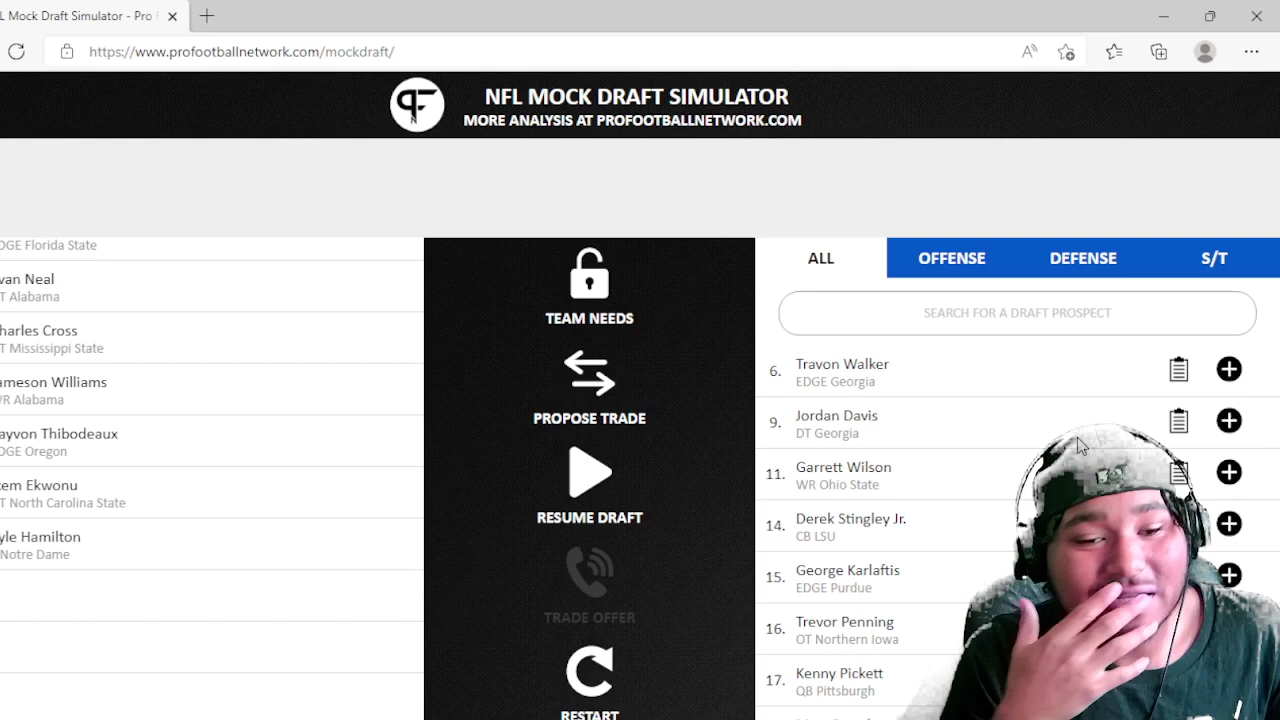 L Mock Draft Simulator - Pro F
https://www.profootballnetwork.com/mockdraft/
NFL MOCK DRAFT SIMULATOR
MORE ANALYSIS AT PROFOOTBALLNETWORK.COM
DGE Florida State
van Neal
T Alabama
harles Cross
T Mississippi State
ameson Williams
VR Alabama
ayvon Thibodeaux
DGE Oregon
kem Ekwonu
T North Carolina State
yle Hamilton
Notre Dame
TEAM NEEDS
PROPOSE TRADE
RESUME DRAFT
TRADE OFFER
RESTART
ALL
OFFENSE
DEFENSE
S/T
SEARCH FOR A DRAFT PROSPECT
6. Travon Walker
EDGE Georgia
9. Jordan Davis
DT Georgia
11. Garrett Wilson
WR Ohio State
14. Derek Stingley Jr.
CB LSU
15. George Karlaftis
EDGE Purdue
16. Trevor Penning
OT Northern Iowa
17. Kenny Pickett
QB Pittsburgh